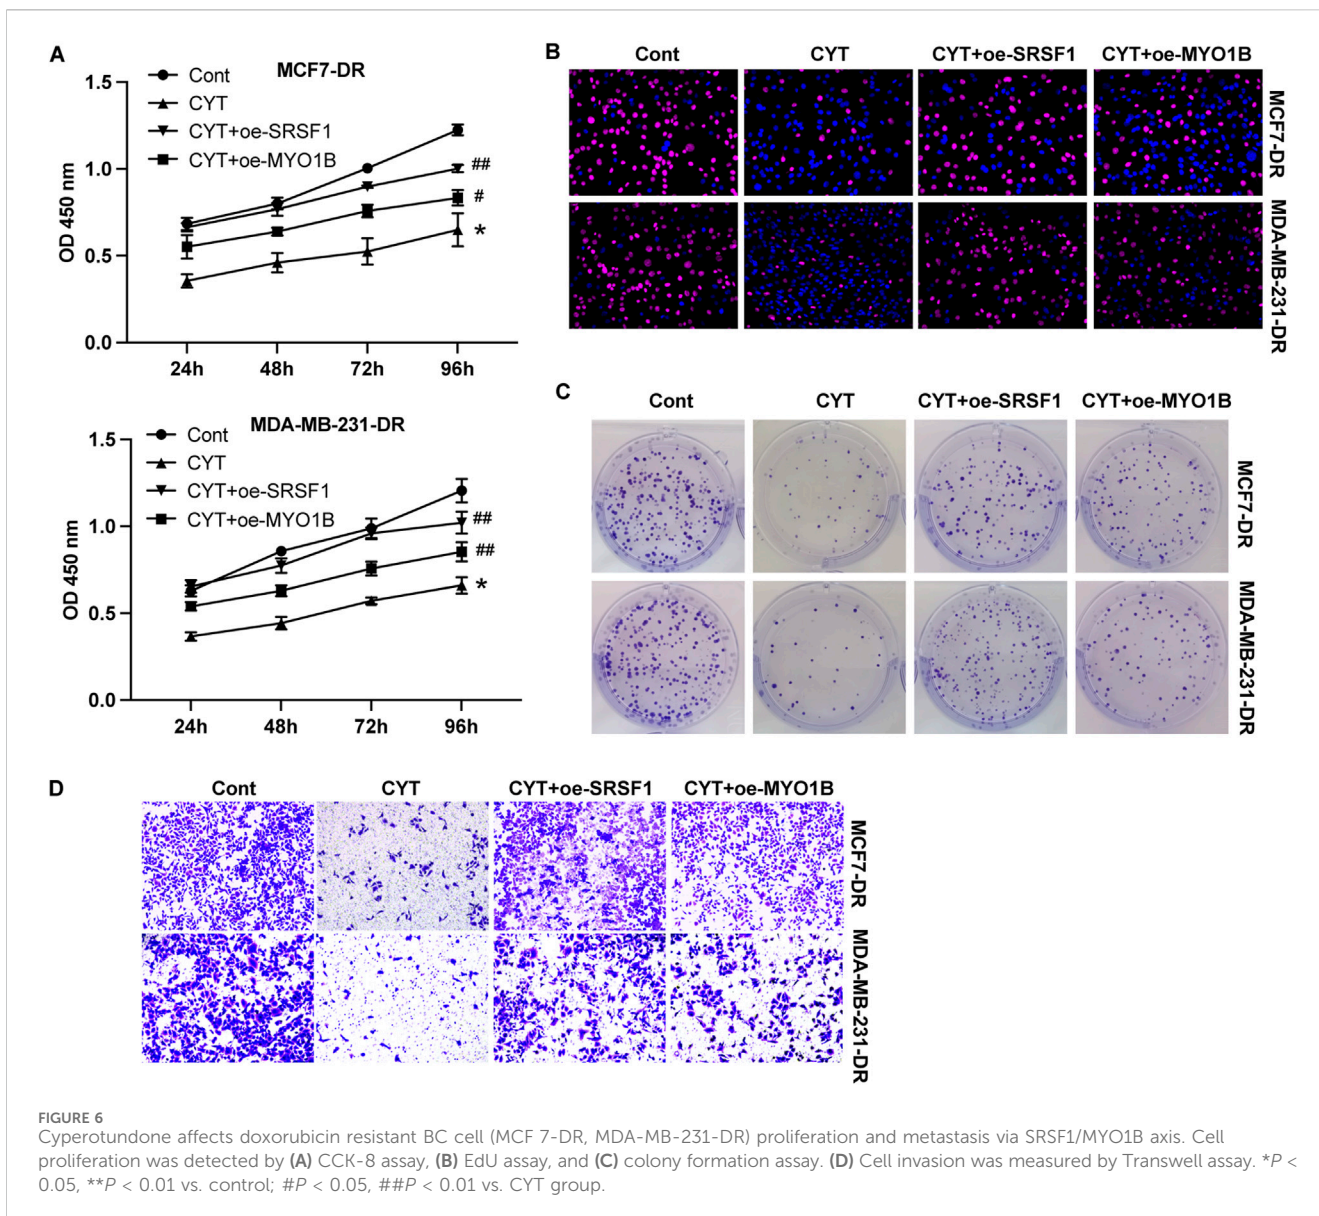 A
MCF7-DR
Cont
CYT
CYT+oe-SRSF1
CYT+oe-MYO1B
OD 450 nm
1.5
1.0
0.5
0.0
##
#
*
24h 48h 72h 96h
MDA-MB-231-DR
Cont
CYT
CYT+oe-SRSF1
CYT+oe-MYO1B
OD 450 nm
1.5
1.0
0.5
0.0
##
##
*
24h 48h 72h 96h
B
Cont CYT CYT+oe-SRSF1 CYT+oe-MYO1B
MCF7-DR
MDA-MB-231-DR
C
Cont CYT CYT+oe-SRSF1 CYT+oe-MYO1B
MCF7-DR
MDA-MB-231-DR
D
Cont CYT CYT+oe-SRSF1 CYT+oe-MYO1B
MCF7-DR
MDA-MB-231-DR
FIGURE 6
Cyperotundone affects doxorubicin resistant BC cell (MCF 7-DR, MDA-MB-231-DR) proliferation and metastasis via SRSF1/MYO1B axis. Cell
proliferation was detected by (A) CCK-8 assay, (B) EdU assay, and (C) colony formation assay. (D) Cell invasion was measured by Transwell assay. *P <
0.05, **P < 0.01 vs. control; #P < 0.05, ##P < 0.01 vs. CYT group.